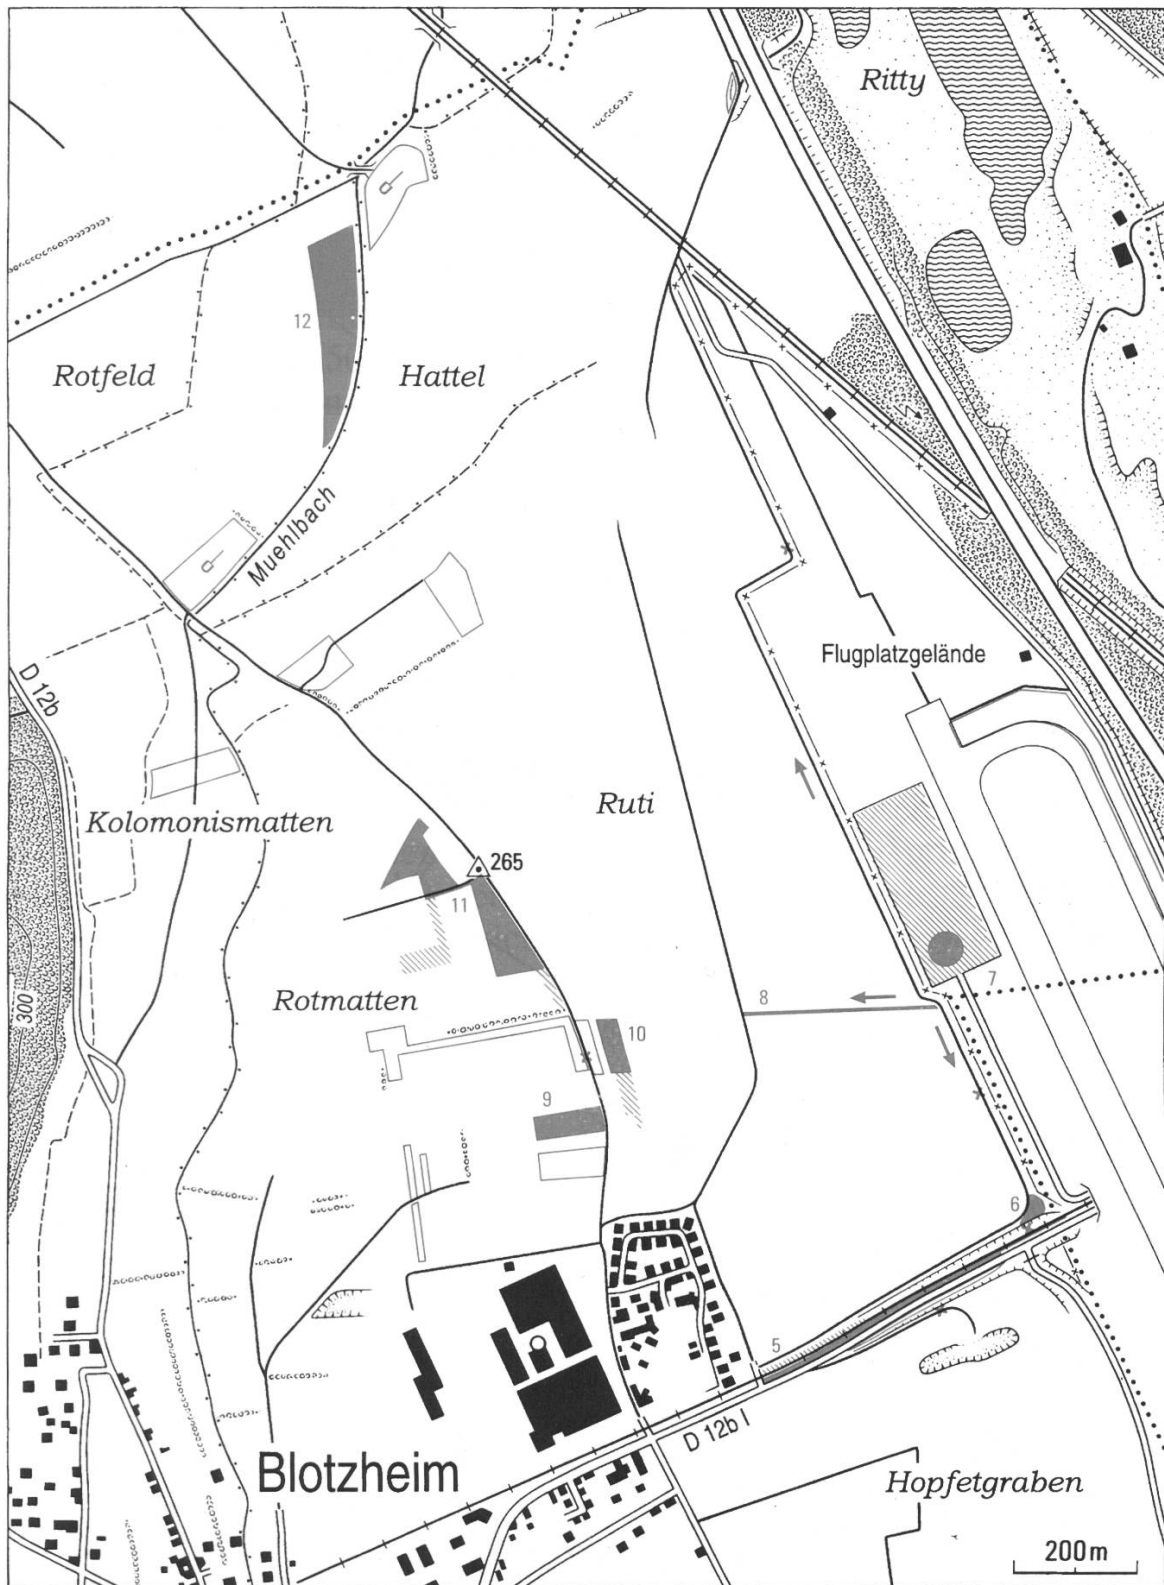 Ritty
12
Rotfeld
Hattel
Muehlbach
D 12b
Flugplatzgelände
Kolomonismatten
Ruti
265
11
300
Rotmatten
7
8
10
9
6
5
D 12b I
Blotzheim
Hopfetgraben
200m